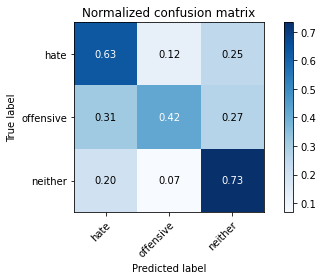 Normalized confusion matrix
True label
hate
0.63 0.12 0.25
offensive
0.31 0.42 0.27
neither
0.20 0.07 0.73
hate
offensive
neither
Predicted label
0.7
0.6
0.5
0.4
0.3
0.2
0.1